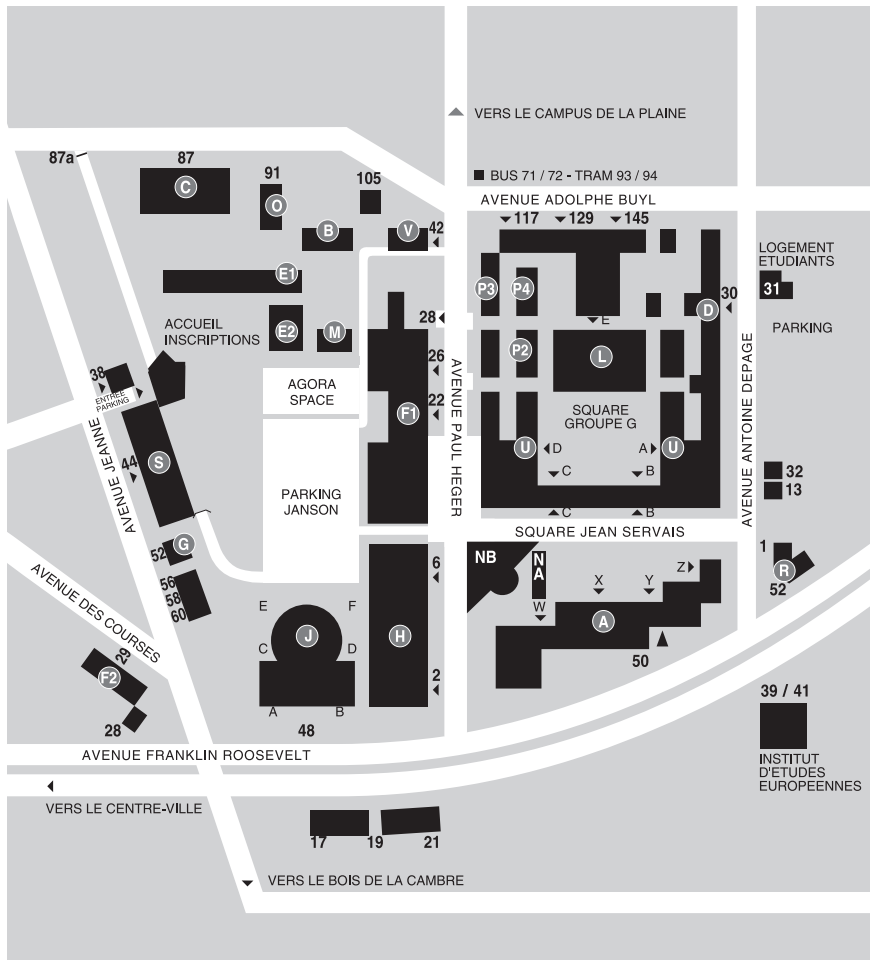 VERS LE CAMPUS DE LA PLAINE
87a
87
91
105
BUS 71 / 72 - TRAM 93 / 94
AVENUE ADOLPHE BUYL
C
O
B
V
42
117
129
145
LOGEMENT
ETUDIANTS
31
E1
P3
P4
D
30
28
E
ACCUEIL
INSCRIPTIONS
E2
M
PARKING
P2
L
26
38
ENTREE
PARKING
AGORA
SPACE
F1
22
AVENUE PAUL HEGER
SQUARE
GROUPE G
AVENUE ANTOINE DEPAGE
U
D
A
U
C
B
S
44
AVENUE JEANNE
PARKING
JANSON
32
13
C
B
SQUARE JEAN SERVAIS
G
52
NB
NA
1
R
52
6
X
Y
Z
W
A
50
56
58
60
AVENUE DES COURSES
E
F
J
C
D
A
B
48
H
2
F2
29
28
39 / 41
INSTITUT
D'ETUDES
EUROPEENNES
AVENUE FRANKLIN ROOSEVELT
VERS LE CENTRE-VILLE
17
19
21
VERS LE BOIS DE LA CAMBRE